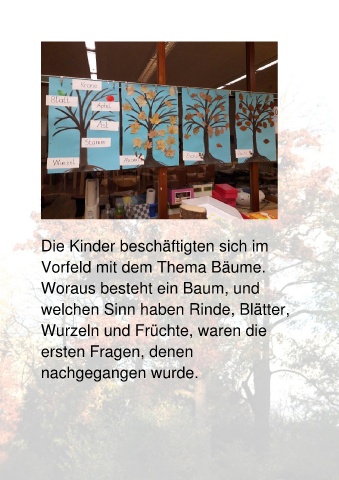 Krone
Blatt
Apfel
Ast
Stamm
Wurzel
Die Kinder beschäftigten sich im
Vorfeld mit dem Thema Bäume.
Woraus besteht ein Baum, und
welchen Sinn haben Rinde, Blätter,
Wurzeln und Früchte, waren die
ersten Fragen, denen
nachgegangen wurde.